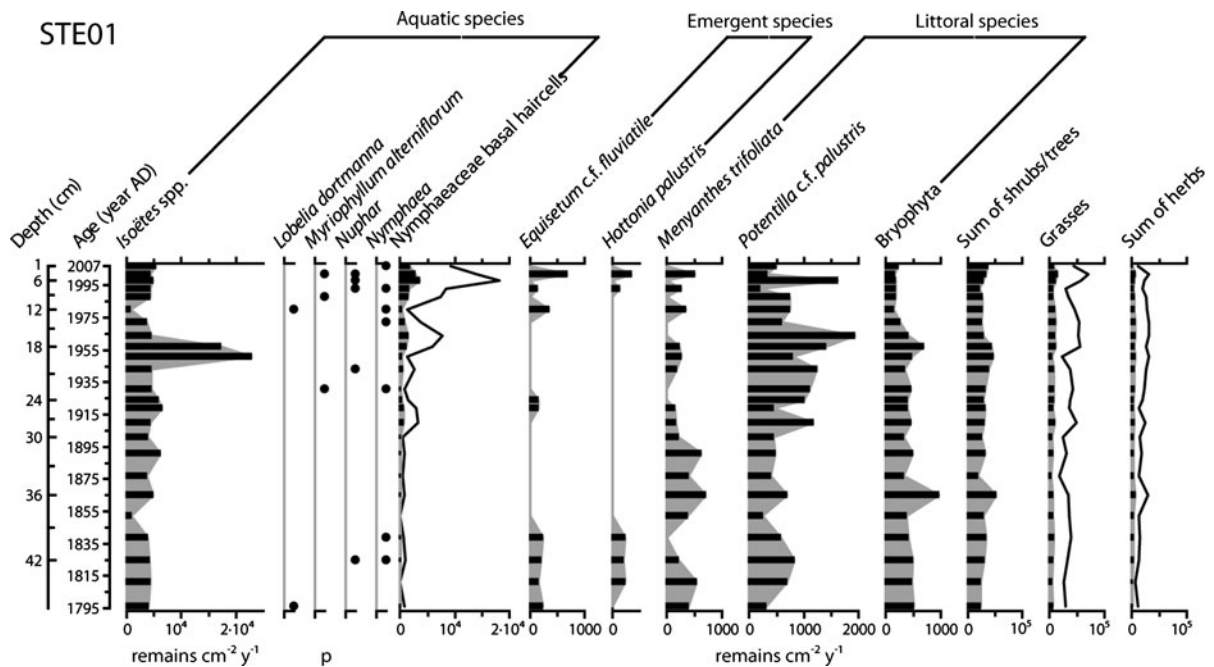 STE01
Aquatic species
Emergent species
Littoral species
Depth (cm)
Age (year AD)
Isoëtes spp.
Lobelia dortmanna
Myriophyllum alterniflorum
Nuphar
Nymphaea
Nymphaeaceae basal haircells
Equisetum c.f. fluviatile
Hottonia palustris
Menyanthes trifoliata
Potentilla c.f. palustris
Bryophyta
Sum of shrubs/trees
Grasses
Sum of herbs
1 2007
6 1995
12 1975
18 1955
1935
24 1915
30 1895
1875
36 1855
1835
42 1815
1795
0 10⁴ 2·10⁴ 0 10⁴ 2·10⁴ 0 1000 0 0 1000 0 1000 2000 0 1000 0 10⁵ 0 10⁵ 0 10⁵
remains cm⁻² y⁻¹ p remains cm⁻² y⁻¹